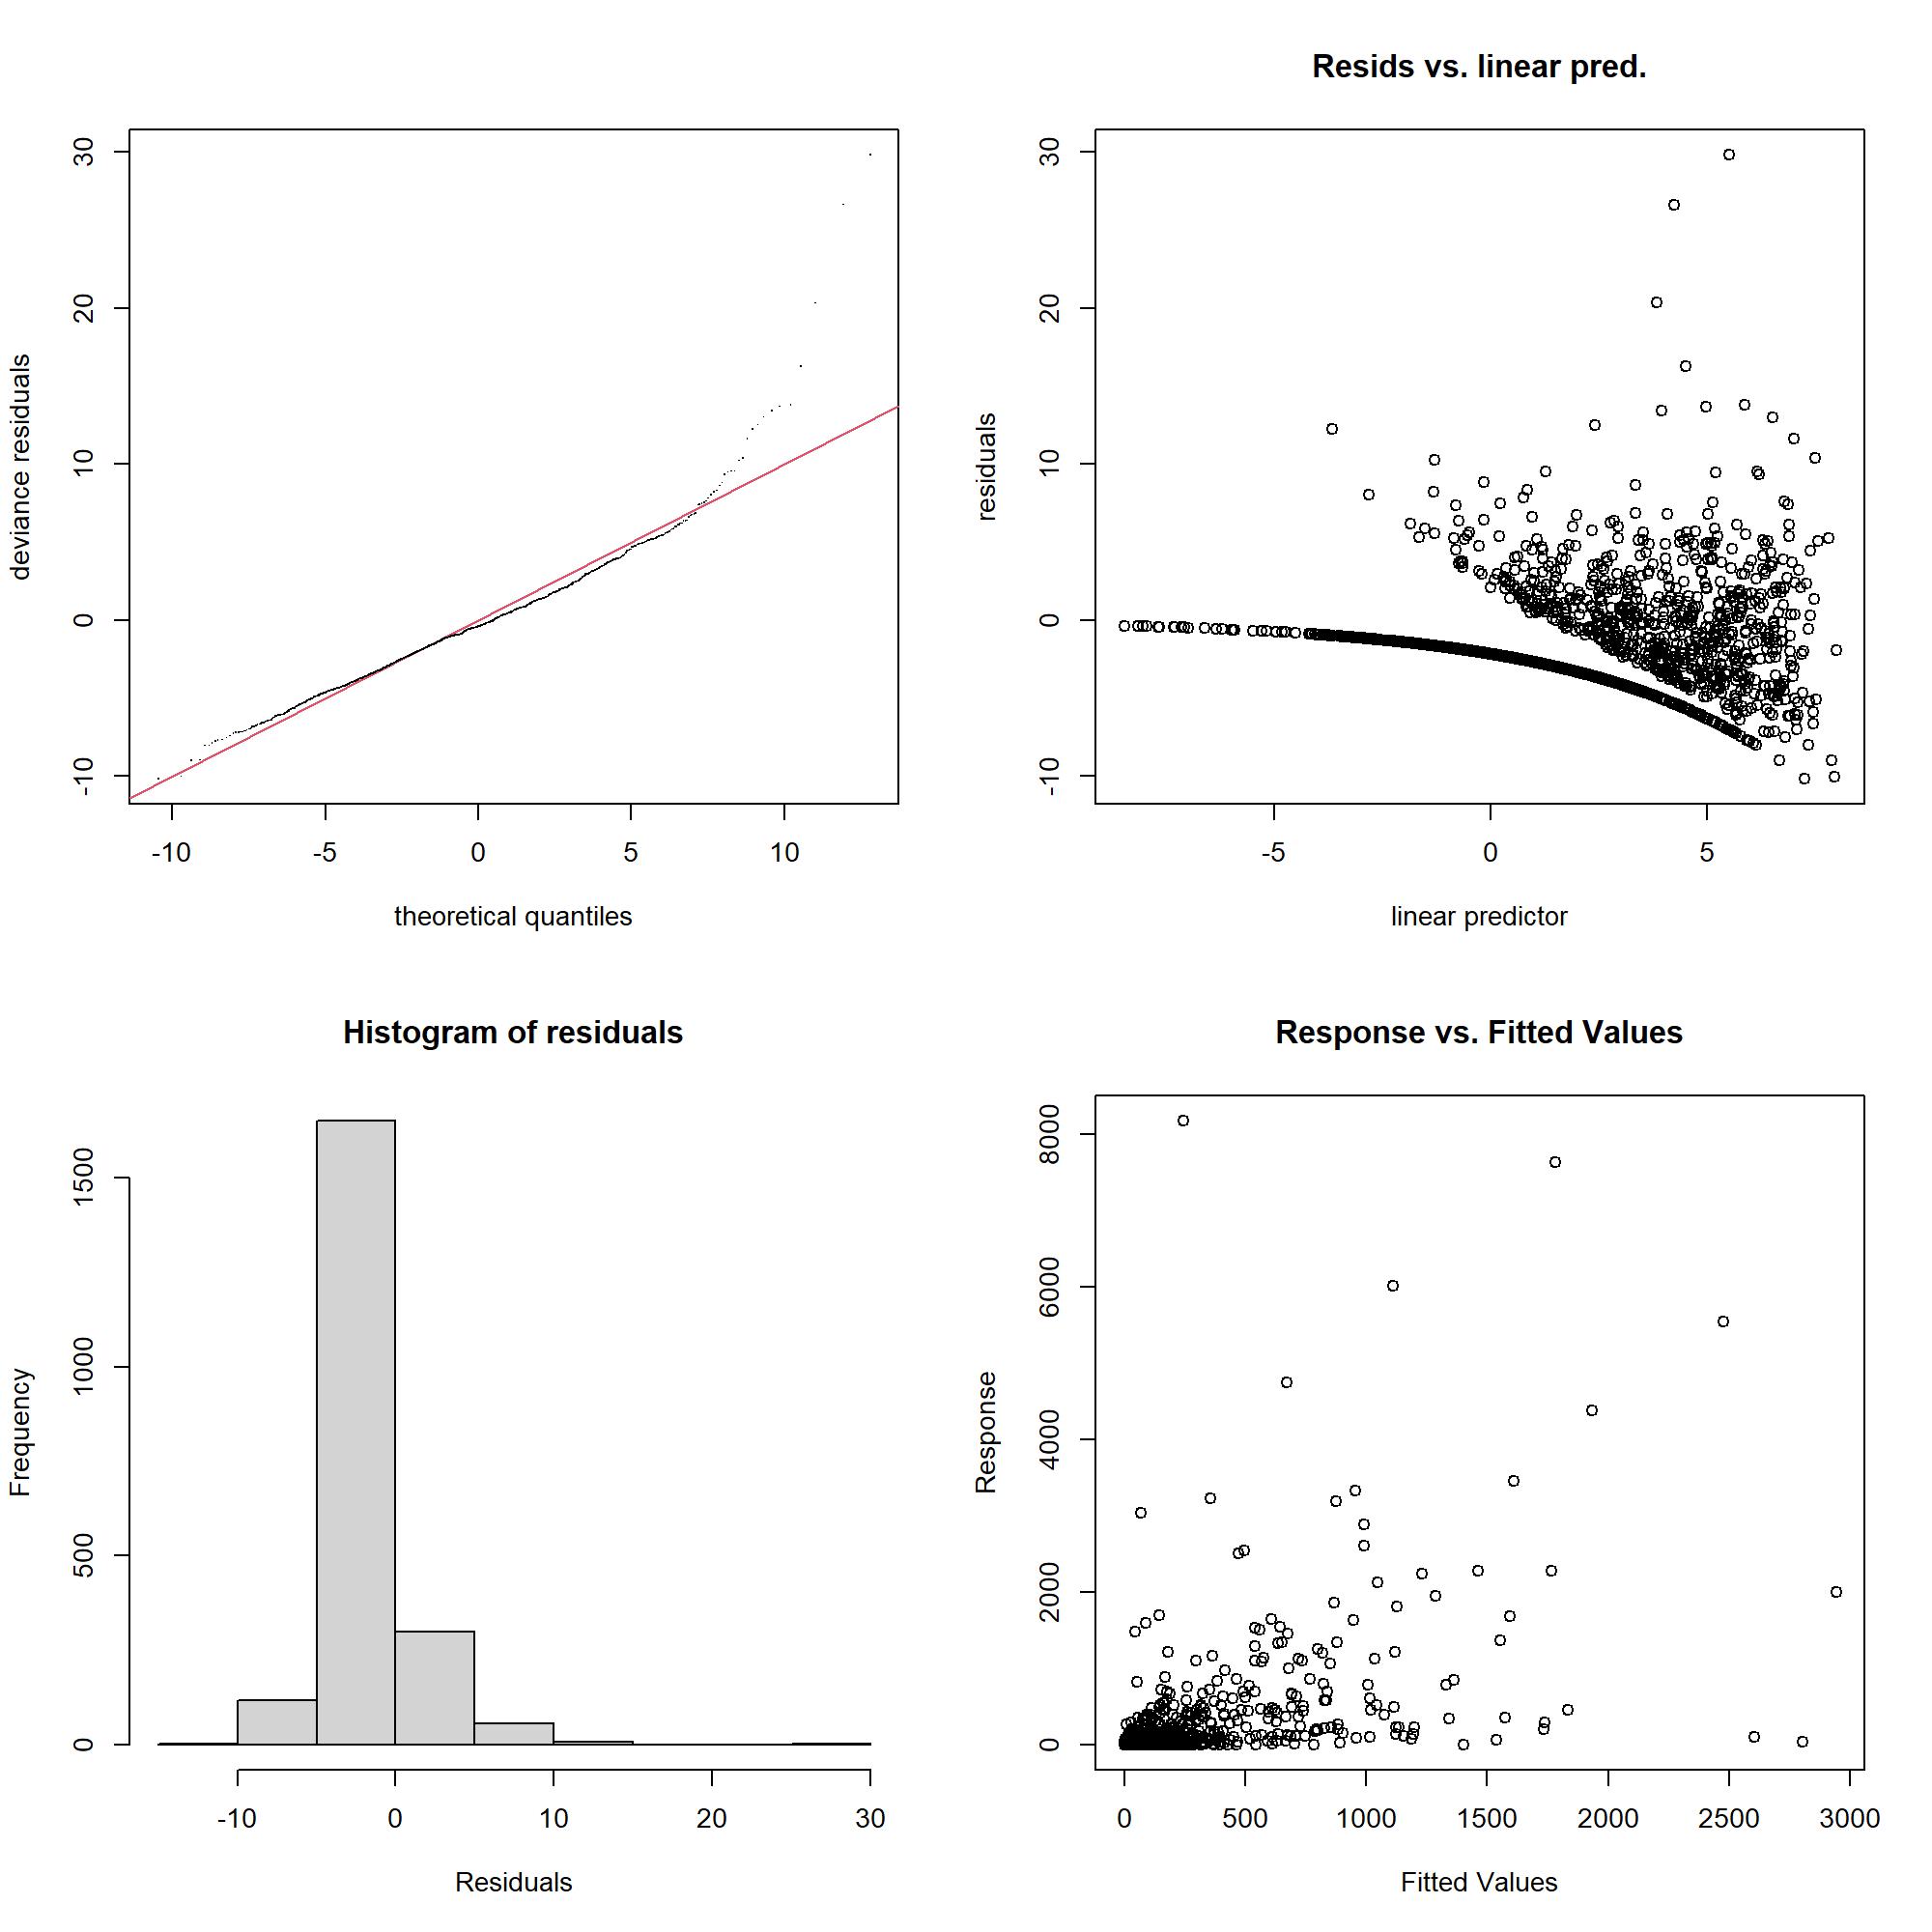 deviance residuals
30
20
10
0
-10
-10 -5 0 5 10
theoretical quantiles
Resids vs. linear pred.
residuals
30
20
10
0
-10
-5 0 5
linear predictor
Histogram of residuals
Frequency
1500
1000
500
0
-10 0 10 20 30
Residuals
Response vs. Fitted Values
Response
8000
6000
4000
2000
0
0 500 1000 1500 2000 2500 3000
Fitted Values